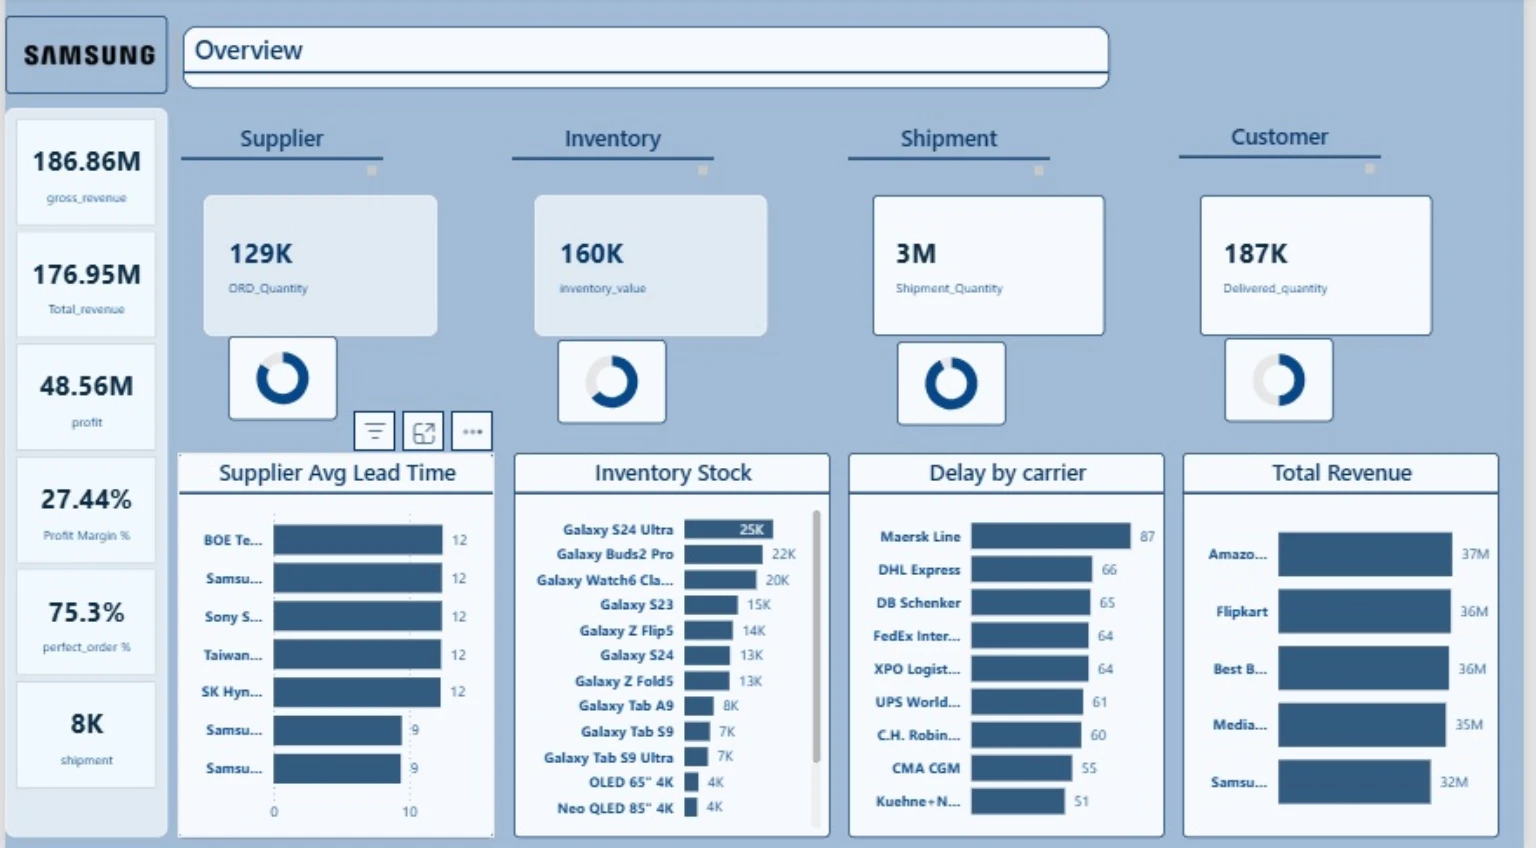 SAMSUNG
Overview
186.86M
gross_revenue
176.95M
Total_revenue
48.56M
profit
27.44%
Profit Margin %
75.3%
perfect_order %
8K
shipment
Supplier
129K
ORD_Quantity
Inventory
160K
inventory_value
Shipment
3M
Shipment_Quantity
Customer
187K
Delivered_quantity
Supplier Avg Lead Time
BOE Te... 12
Samsu... 12
Sony S... 12
Taiwan... 12
SK Hyn... 12
Samsu... 9
Samsu... 9
0 10
Inventory Stock
Galaxy S24 Ultra 25K
Galaxy Buds2 Pro 22K
Galaxy Watch6 Cla... 20K
Galaxy S23 15K
Galaxy Z Flip5 14K
Galaxy S24 13K
Galaxy Z Fold5 13K
Galaxy Tab A9 8K
Galaxy Tab S9 7K
Galaxy Tab S9 Ultra 7K
OLED 65" 4K 4K
Neo QLED 85" 4K 4K
Delay by carrier
Maersk Line 87
DHL Express 66
DB Schenker 65
FedEx Inter... 64
XPO Logist... 64
UPS World... 61
C.H. Robin... 60
CMA CGM 55
Kuehne+N... 51
Total Revenue
Amazo... 37M
Flipkart 36M
Best B... 36M
Media... 35M
Samsu... 32M